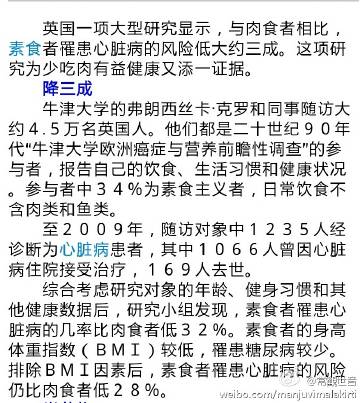 英国一项大型研究显示,与肉食者相比,
素食者罹患心脏病的风险低大约三成。这项研
究为少吃肉有益健康又添一证据。
降三成
牛津大学的弗朗西丝卡·克罗和同事随访大
约４.５万名英国人。他们都是二十世纪９０年
代“牛津大学欧洲癌症与营养前瞻性调查”的参
与者，报告自己的饮食、生活习惯和健康状况
。参与者中３４%为素食主义者，日常饮食不
含肉类和鱼类。
至２００９年，随访对象中１２３５人经
诊断为心脏病患者，其中１０６６人曾因心脏
病住院接受治疗，１６９人去世。
综合考虑研究对象的年龄、健身习惯和其
他健康数据后，研究小组发现，素食者罹患心
脏病的几率比肉食者低３２%。素食者的身高
体重指数（ＢＭＩ）较低，罹患糖尿病较少。
排除ＢＭＩ因素后，素食者罹患心脏病的风险
仍比肉食者低２８%。
weibo.com/manjuvimalakirti